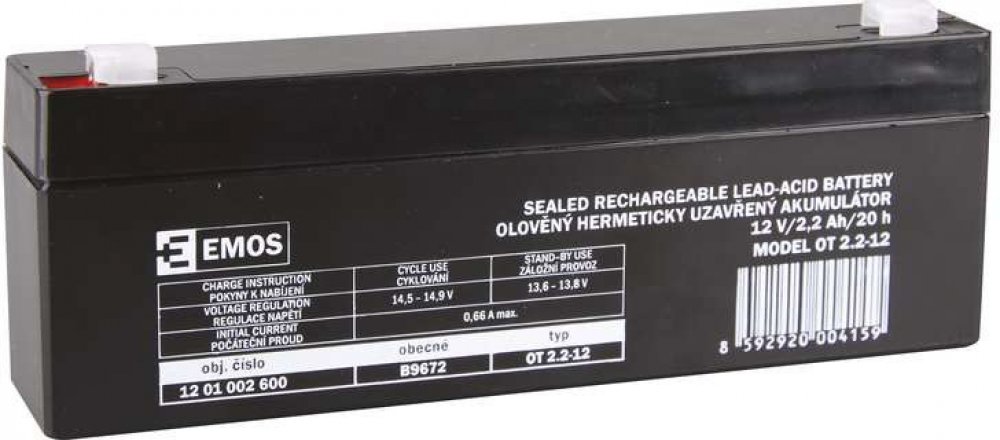 SEALED RECHARGEABLE LEAD-ACID BATTERY
OLOVĚNÝ HERMETICKY UZAVŘENÝ AKUMULÁTOR
12 V/2,2 Ah/20 h
MODEL OT 2.2-12
EMOS
CHARGE INSTRUCTION
POKYNY K NABÍJENÍ
CYCLE USE
CYKLOVÁNÍ
STAND-BY USE
ZÁLOŽNÍ PROVOZ
VOLTAGE REGULATION
REGULACE NAPĚTÍ
14,5 - 14,9 V
13,6 - 13,8 V
INITIAL CURRENT
POČÁTEČNÍ PROUD
0,66 A max.
obj. číslo
obecné
typ
12 01 002 600
B9672
OT 2.2-12
8 592920 004159